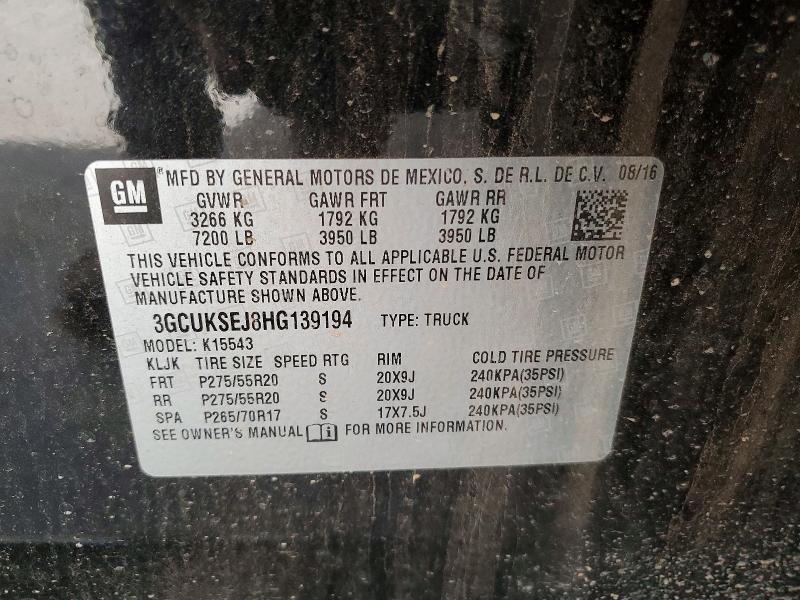 GM ® MFD BY GENERAL MOTORS DE MEXICO, S. DE R.L. DE C.V. 08/16
GVWR GAWR FRT GAWR RR
3266 KG 1792 KG 1792 KG
7200 LB 3950 LB 3950 LB
THIS VEHICLE CONFORMS TO ALL APPLICABLE U.S. FEDERAL MOTOR
VEHICLE SAFETY STANDARDS IN EFFECT ON THE DATE OF
MANUFACTURE SHOWN ABOVE.
3GCUKSEJ8HG139194 TYPE: TRUCK
MODEL: K15543
KLJK TIRE SIZE SPEED RTG RIM COLD TIRE PRESSURE
FRT P275/55R20 S 20X9J 240KPA(35PSI)
RR P275/55R20 S 20X9J 240KPA(35PSI)
SPA P265/70R17 S 17X7.5J 240KPA(35PSI)
SEE OWNER'S MANUAL FOR MORE INFORMATION.